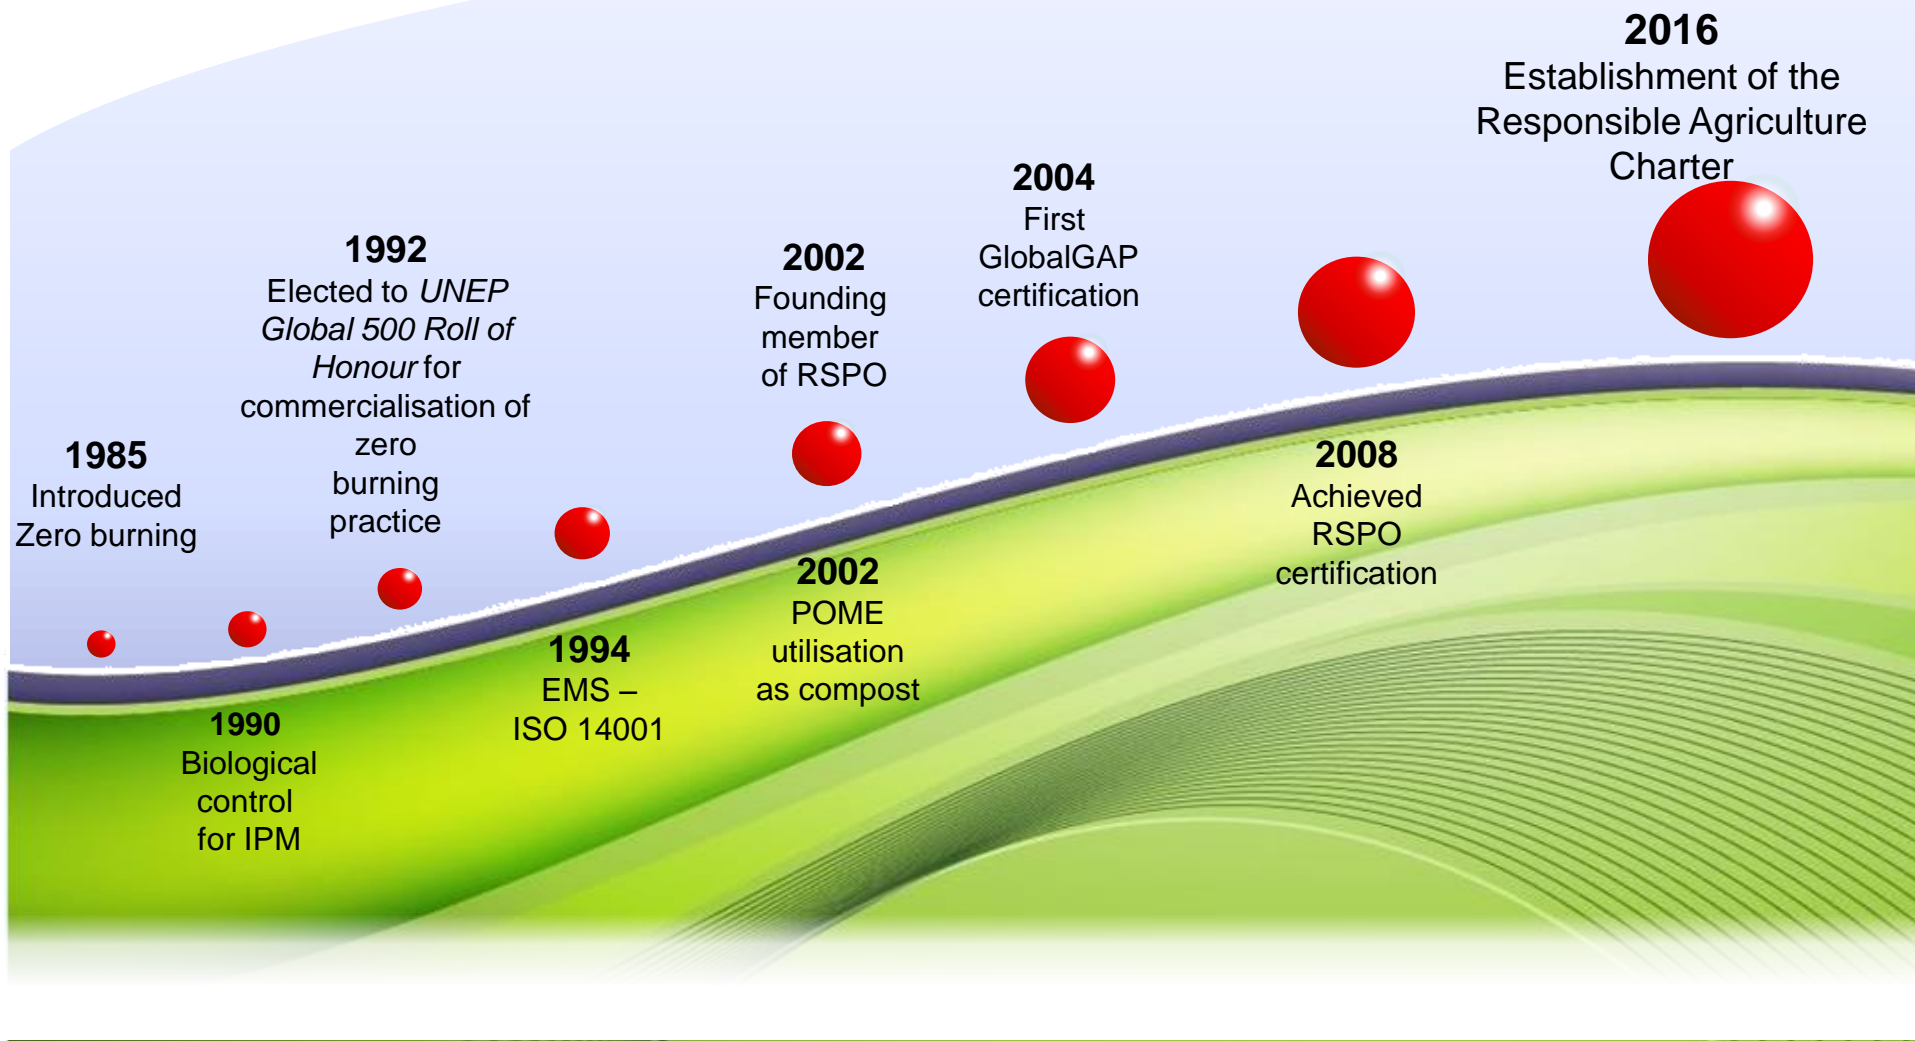 1985
Introduced
Zero burning
1990
Biological
control
for IPM
1992
Elected to UNEP
Global 500 Roll of
Honour for
commercialisation of
zero
burning
practice
1994
EMS –
ISO 14001
2002
Founding
member
of RSPO
2002
POME
utilisation
as compost
2004
First
GlobalGAP
certification
2008
Achieved
RSPO
certification
2016
Establishment of the
Responsible Agriculture
Charter